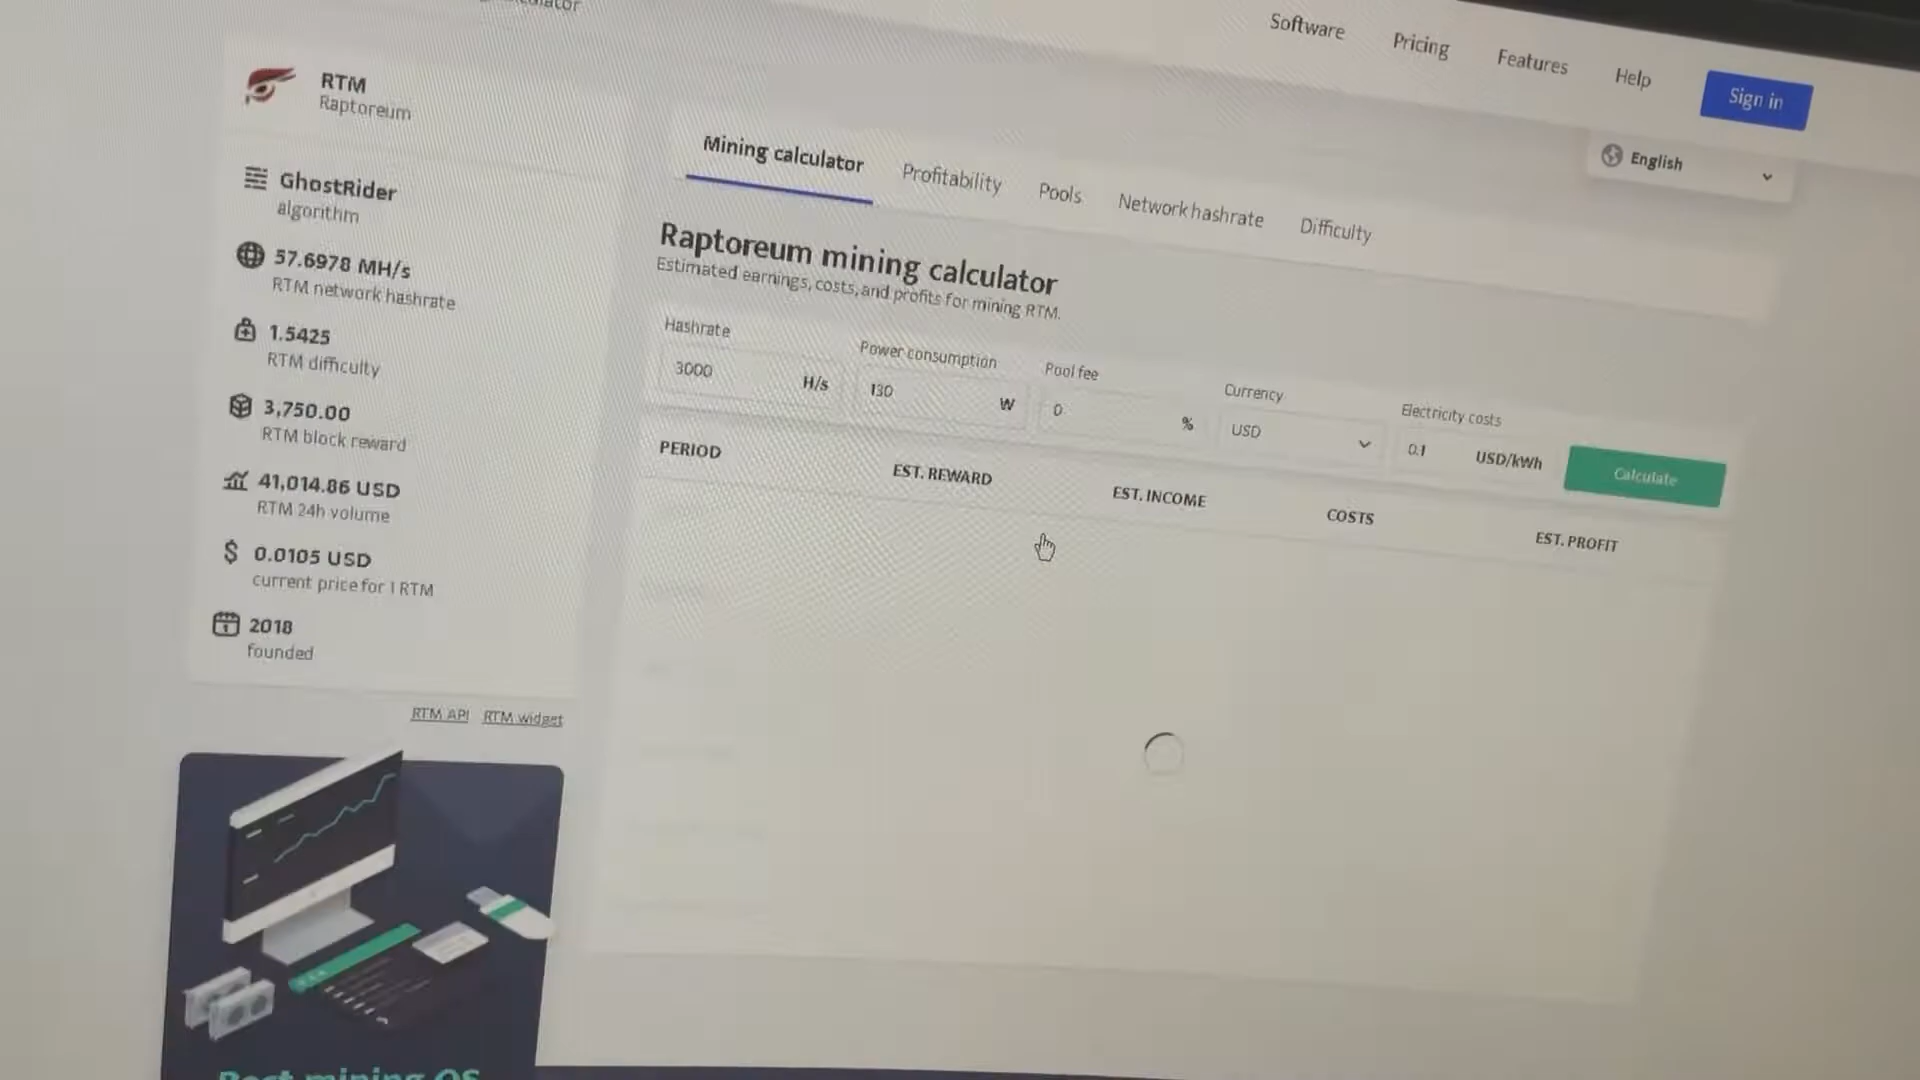 Software
Pricing
Features
Help
Sign in
English
RTM
Raptoreum
GhostRider
algorithm
57.6978 MH/s
RTM network hashrate
1.5425
RTM difficulty
3,750.00
RTM block reward
41,014.86 USD
RTM 24h volume
0.0105 USD
current price for 1 RTM
2018
founded
RTM API RTM widget
Best mining OS
Mining calculator
Profitability
Pools
Network hashrate
Difficulty
Raptoreum mining calculator
Estimated earnings, costs, and profits for mining RTM.
Hashrate
3000 H/s
Power consumption
130 W
Pool fee
0 %
Currency
USD
Electricity costs
0.1 USD/kWh
Calculate
PERIOD
EST. REWARD
EST. INCOME
COSTS
EST. PROFIT